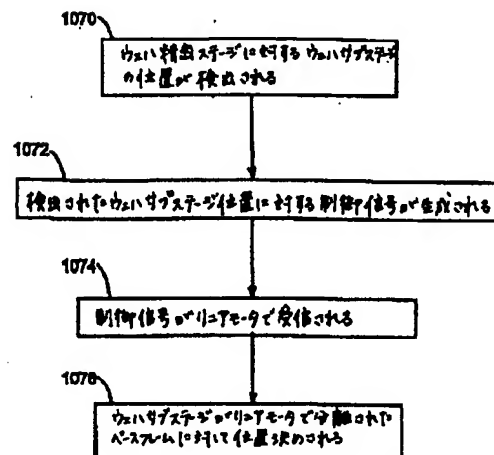 1070
ウェハ精密ステージに対するウェハサブステージ
の位置が検出される
1072
検出されたウェハサブステージ位置に対する制御信号が生成される
1074
制御信号がリニアモータで受信される
1076
ウェハサブステージがリニアモータで分離された
ベースフレームに対して位置決めされる